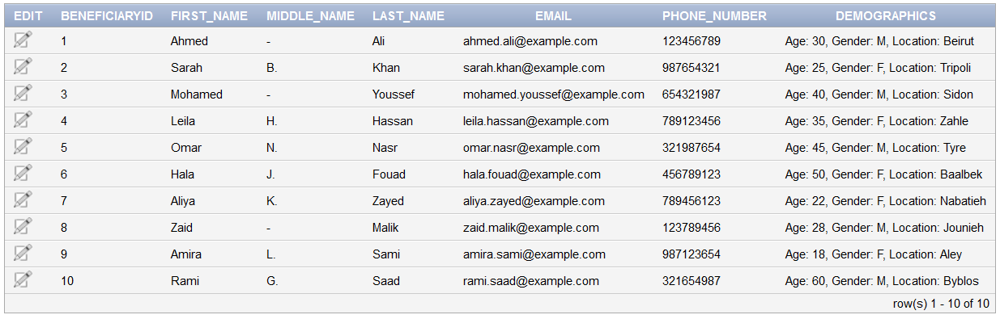 EDIT BENEFICIARYID FIRST_NAME MIDDLE_NAME LAST_NAME EMAIL PHONE_NUMBER DEMOGRAPHICS
1 Ahmed - Ali ahmed.ali@example.com 123456789 Age: 30, Gender: M, Location: Beirut
2 Sarah B. Khan sarah.khan@example.com 987654321 Age: 25, Gender: F, Location: Tripoli
3 Mohamed - Youssef mohamed.youssef@example.com 654321987 Age: 40, Gender: M, Location: Sidon
4 Leila H. Hassan leila.hassan@example.com 789123456 Age: 35, Gender: F, Location: Zahle
5 Omar N. Nasr omar.nasr@example.com 321987654 Age: 45, Gender: M, Location: Tyre
6 Hala J. Fouad hala.fouad@example.com 456789123 Age: 50, Gender: F, Location: Baalbek
7 Aliya K. Zayed aliya.zayed@example.com 789456123 Age: 22, Gender: F, Location: Nabatieh
8 Zaid - Malik zaid.malik@example.com 123789456 Age: 28, Gender: M, Location: Jounieh
9 Amira L. Sami amira.sami@example.com 987123654 Age: 18, Gender: F, Location: Aley
10 Rami G. Saad rami.saad@example.com 321654987 Age: 60, Gender: M, Location: Byblos
row(s) 1 - 10 of 10